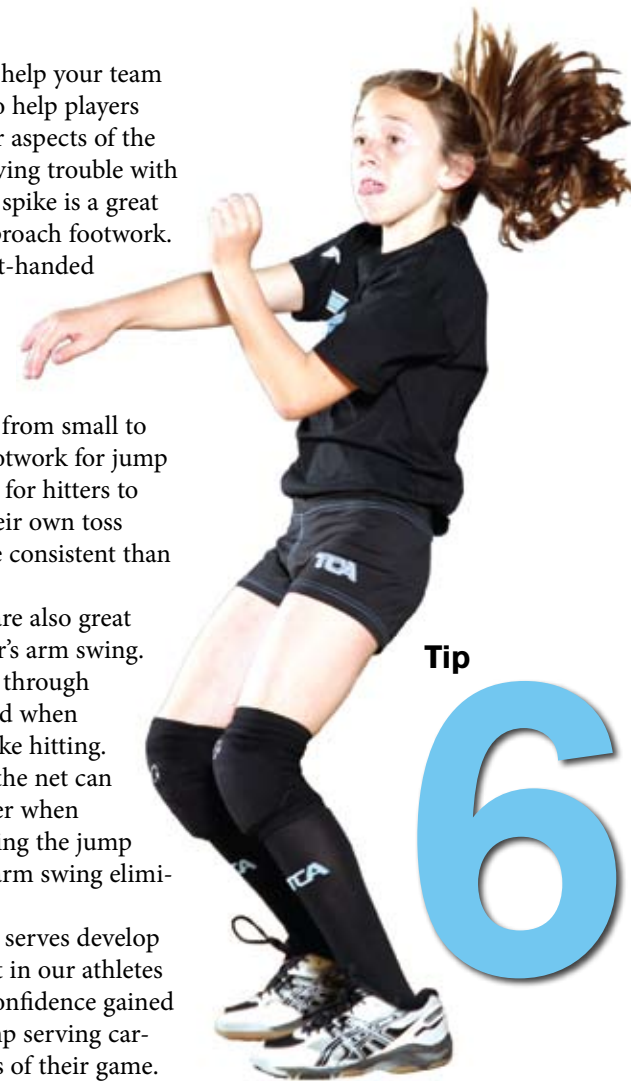 help your team
o help players
r aspects of the
ving trouble with
spike is a great
proach footwork.
t-handed
from small to
otwork for jump
for hitters to
eir own toss
e consistent than
are also great
r’s arm swing.
through
d when
ke hitting.
the net can
er when
ing the jump
arm swing elimi-
serves develop
t in our athletes
onfidence gained
mp serving car-
s of their game.
TCA
TCA
TCA
Tip
6